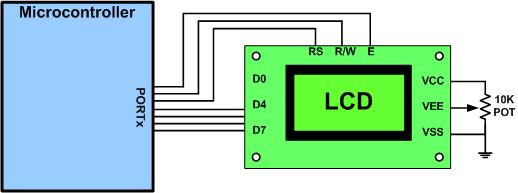 Microcontroller
PORTx
RS R/W E
D0
D4
D7
LCD
VCC
VEE
VSS
10K
POT